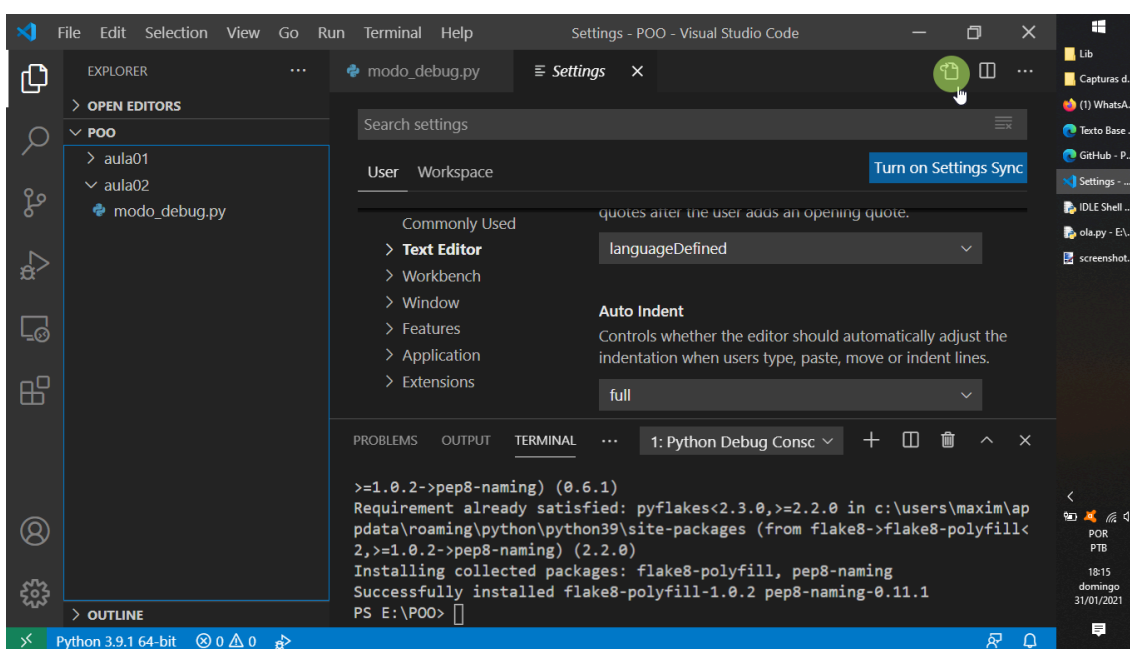 File Edit Selection View Go Run Terminal Help Settings - POO - Visual Studio Code
EXPLORER
OPEN EDITORS
POO
aula01
aula02
modo_debug.py
OUTLINE
modo_debug.py Settings
Search settings
User Workspace
Turn on Settings Sync
Commonly Used
Text Editor
Workbench
Window
Features
Application
Extensions
quotes after the user adds an opening quote.
languageDefined
Auto Indent
Controls whether the editor should automatically adjust the
indentation when users type, paste, move or indent lines.
full
PROBLEMS OUTPUT TERMINAL ··· 1: Python Debug Consc
>=1.0.2->pep8-naming) (0.6.1)
Requirement already satisfied: pyflakes<2.3.0,>=2.2.0 in c:\users\maxim\ap
pdata\roaming\python\python39\site-packages (from flake8->flake8-polyfill<
2,>=1.0.2->pep8-naming) (2.2.0)
Installing collected packages: flake8-polyfill, pep8-naming
Successfully installed flake8-polyfill-1.0.2 pep8-naming-0.11.1
PS E:\POO>
Python 3.9.1 64-bit 0 0
Lib
Capturas d.
(1) WhatsA.
Texto Base .
GitHub - P..
Settings - ...
IDLE Shell ..
ola.py - E:\..
screenshot.
POR
PTB
18:15
domingo
31/01/2021